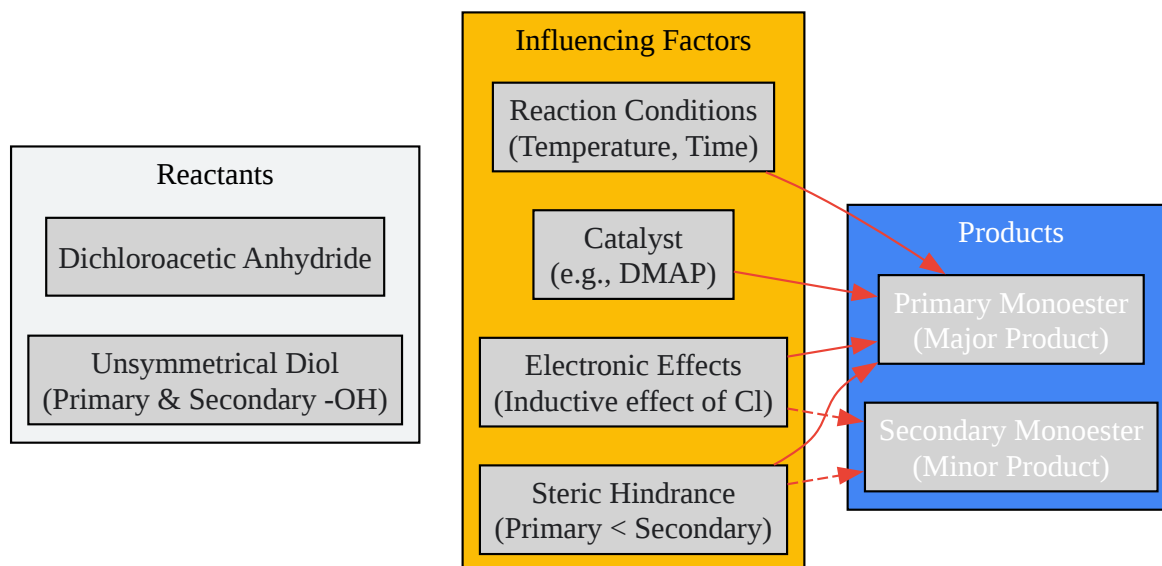 Reactants
Dichloroacetic Anhydride
Unsymmetrical Diol
(Primary & Secondary -OH)
Influencing Factors
Reaction Conditions
(Temperature, Time)
Catalyst
(e.g., DMAP)
Electronic Effects
(Inductive effect of Cl)
Steric Hindrance
(Primary < Secondary)
Products
Primary Monoester
(Major Product)
Secondary Monoester
(Minor Product)